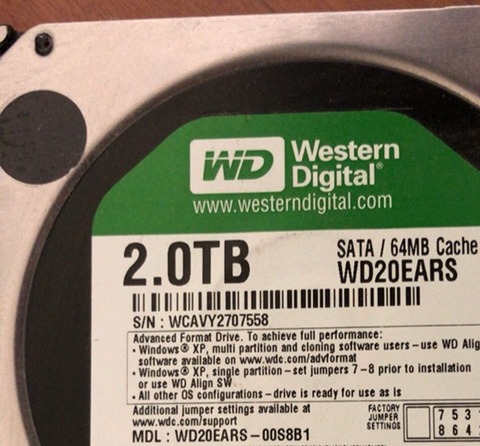 WD Western
Digital®
www.westerndigital.com
2.0TB
SATA / 64MB Cache
WD20EARS
S/N : WCAVY2707558
Advanced Format Drive. To achieve full performance:
• Windows® XP, multi partition and cloning software users – use WD Alig
software available on www.wdc.com/advformat
• Windows® XP, single partition – set jumpers 7–8 prior to installation
or use WD Align SW
• All other OS configurations – drive is ready for use as is
Additional jumper settings available at
www.wdc.com/support
FACTORY
JUMPER
SETTINGS
7 5 3
8 6 4
MDL : WD20EARS – 00S8B1